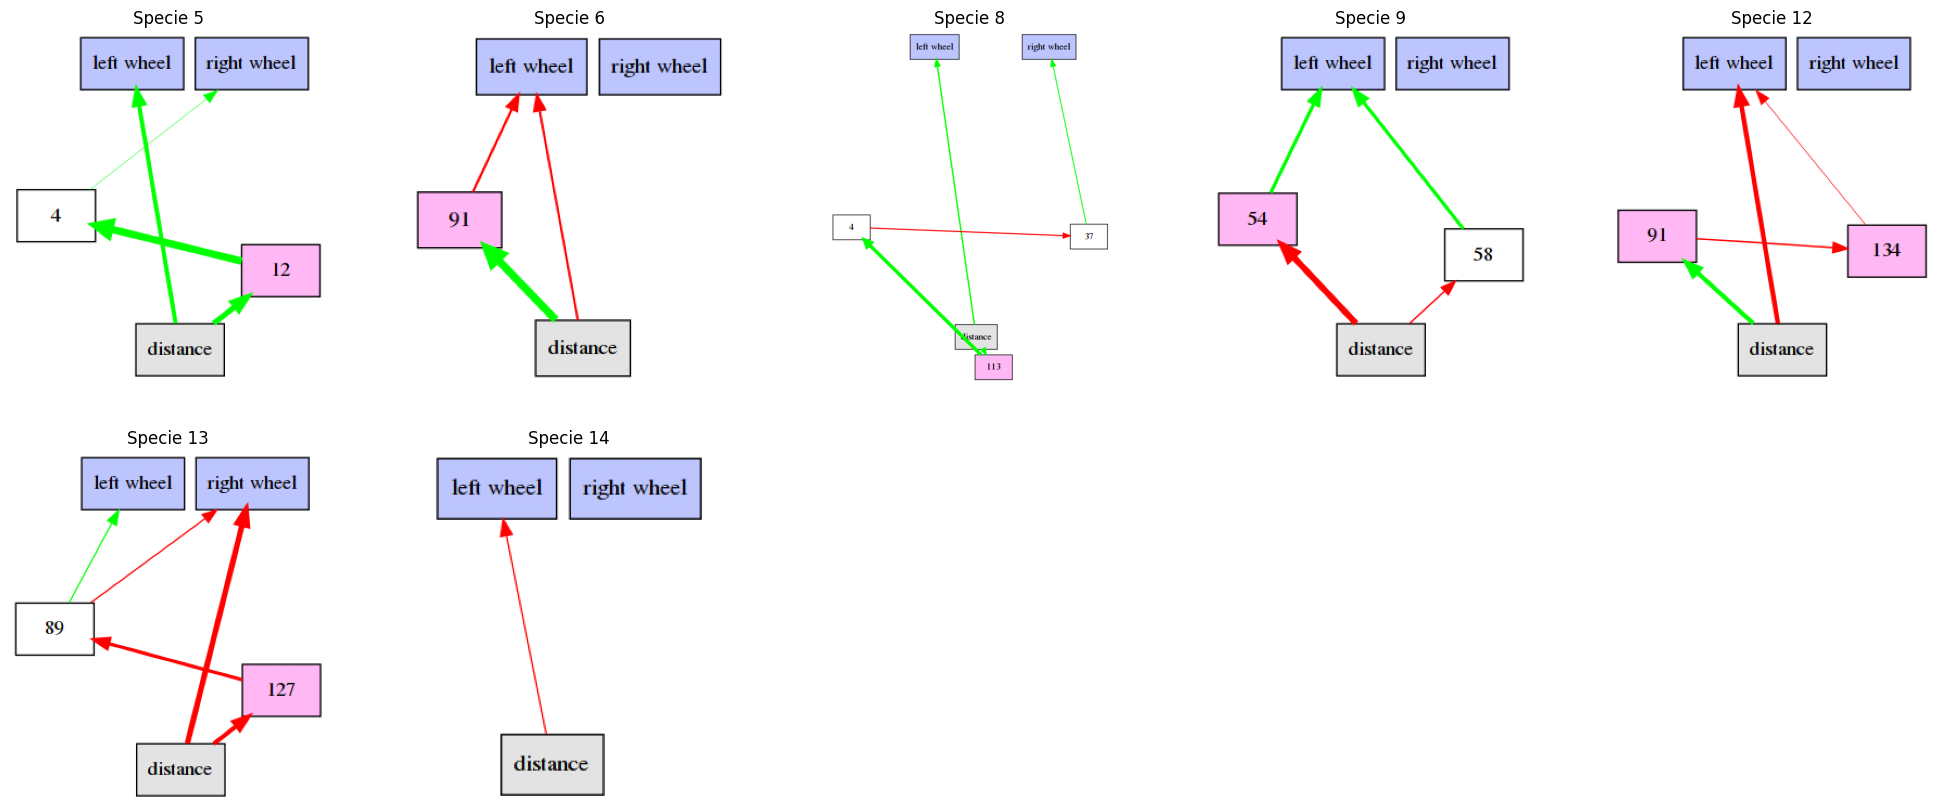 Specie 5
left wheel
right wheel
4
12
distance
Specie 6
left wheel
right wheel
91
distance
Specie 8
left wheel
right wheel
4
37
distance
113
Specie 9
left wheel
right wheel
54
58
distance
Specie 12
left wheel
right wheel
91
134
distance
Specie 13
left wheel
right wheel
89
127
distance
Specie 14
left wheel
right wheel
distance